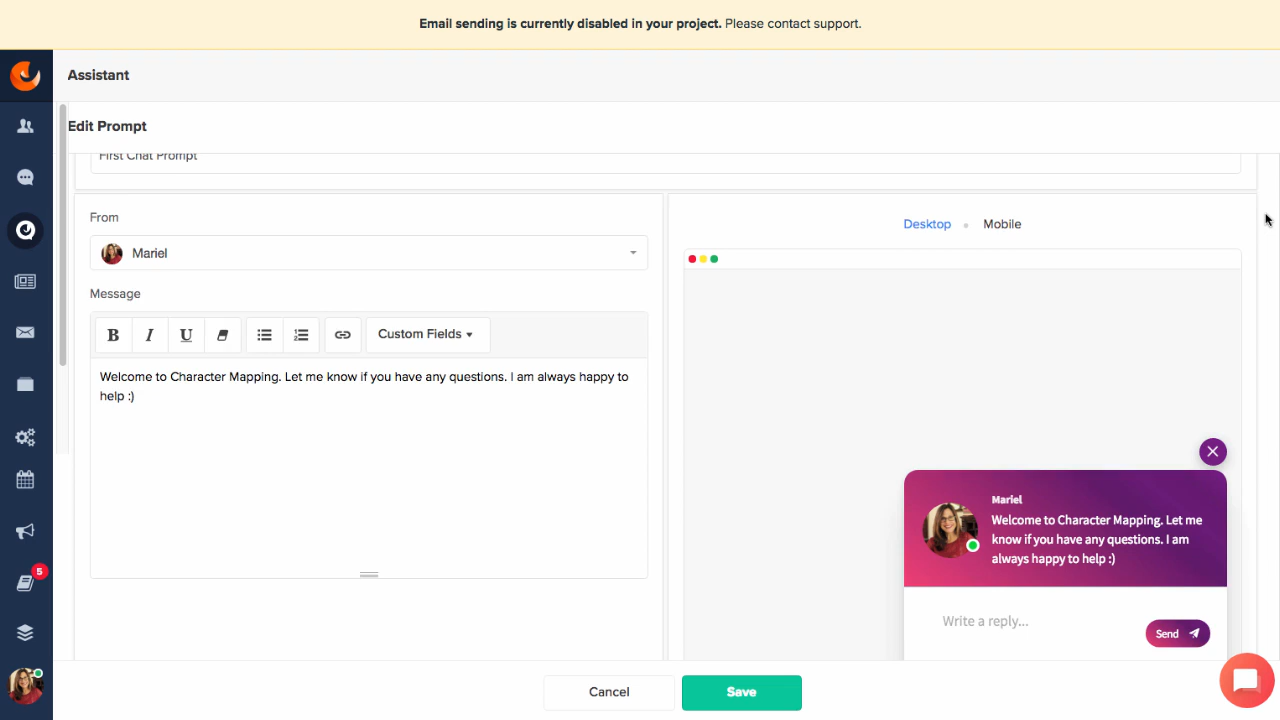 Email sending is currently disabled in your project. Please contact support.
Assistant
Edit Prompt
First Chat Prompt
From
Mariel
Message
B I U Custom Fields
Welcome to Character Mapping. Let me know if you have any questions. I am always happy to
help :)
Desktop Mobile
Mariel
Welcome to Character Mapping. Let me
know if you have any questions. I am
always happy to help :)
Write a reply...
Send
5
Cancel Save